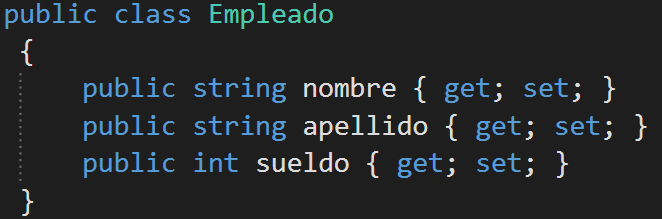 public class Empleado
{
public string nombre { get; set; }
public string apellido { get; set; }
public int sueldo { get; set; }
}